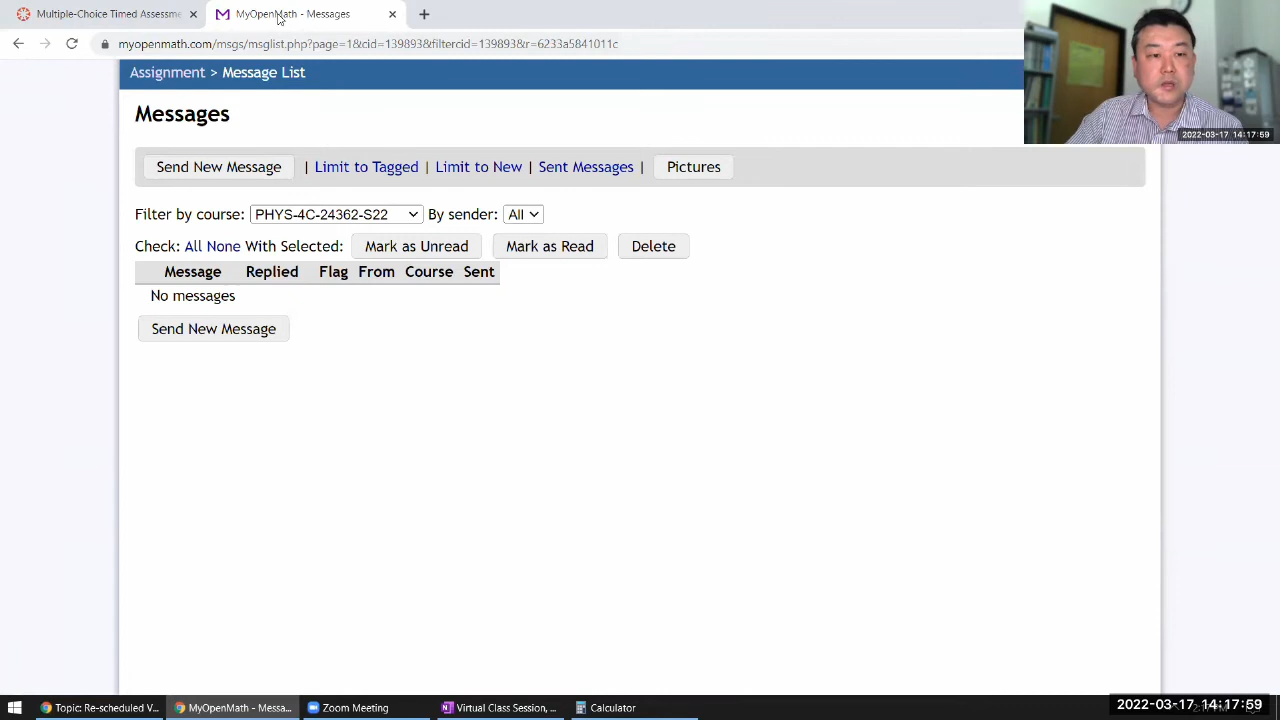 Multiple-Choice Timed Assessme
MyOpenMath - Messages
myopenmath.com/msgs/msglist.php?page=1&cid=139893&filtercid=139893&r=6233a5841011c
Assignment > Message List
Messages
Send New Message | Limit to Tagged | Limit to New | Sent Messages | Pictures
Filter by course: PHYS-4C-24362-S22 By sender: All
Check: All None With Selected: Mark as Unread Mark as Read Delete
Message Replied Flag From Course Sent
No messages
Send New Message
2022-03-17 14:17:59
Topic: Re-scheduled V...
MyOpenMath - Messa...
Zoom Meeting
Virtual Class Session, ...
Calculator
2022-03-17 14:17:59